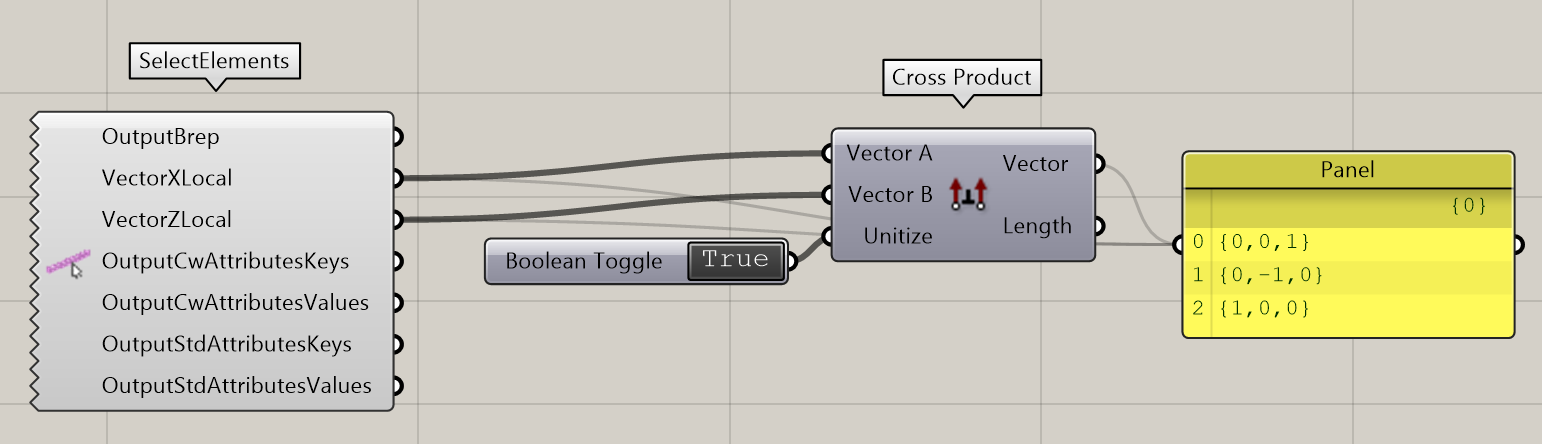 SelectElements
OutputBrep
VectorXLocal
VectorZLocal
OutputCwAttributesKeys
OutputCwAttributesValues
OutputStdAttributesKeys
OutputStdAttributesValues
Boolean Toggle True
Cross Product
Vector A
Vector B
Unitize
Vector
Length
Panel
{0}
0 {0,0,1}
1 {0,-1,0}
2 {1,0,0}